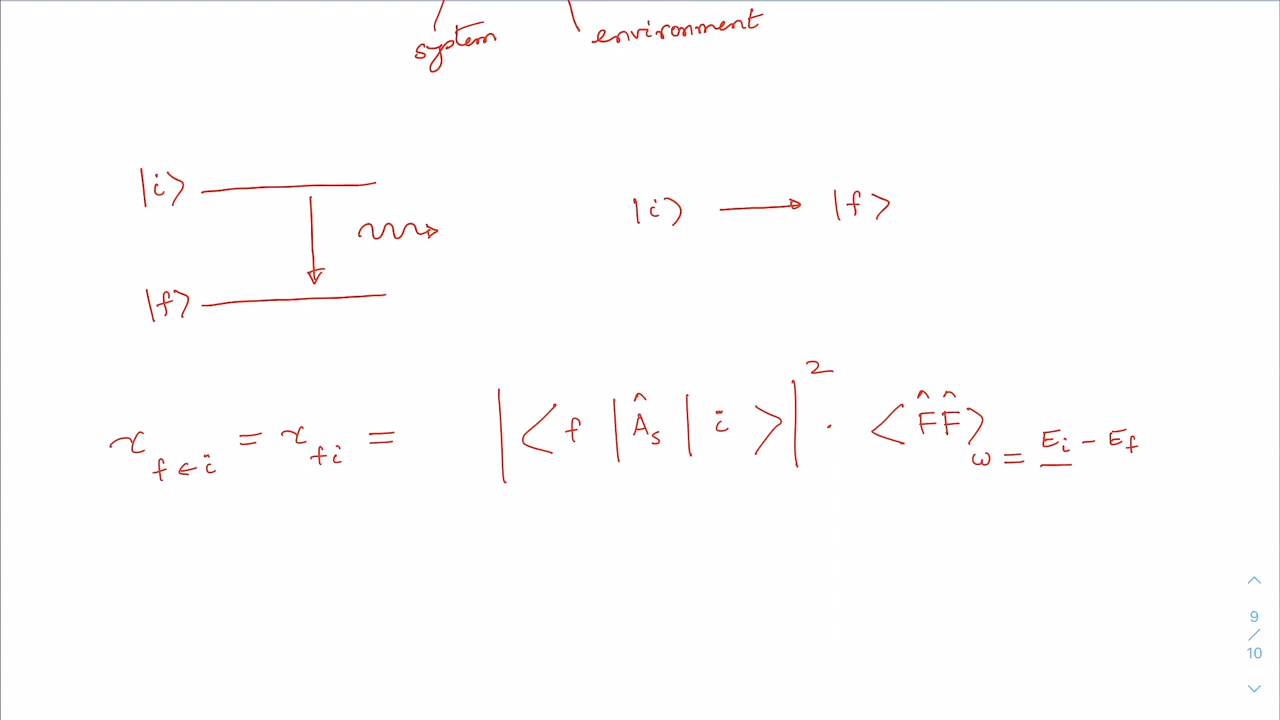 system environment
|i>
|i> ⟶ |f>
|f>
r_{f←i} = r_{fi} = |<f|Â_s|i>|² · <F̂F̂>_{ω = E_i − E_f}
9
/
10